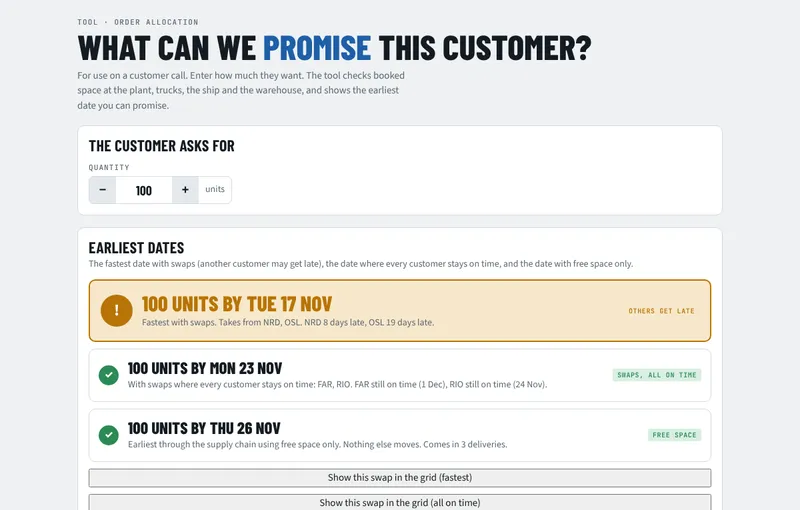 TOOL · ORDER ALLOCATION
WHAT CAN WE PROMISE THIS CUSTOMER?
For use on a customer call. Enter how much they want. The tool checks booked
space at the plant, trucks, the ship and the warehouse, and shows the earliest
date you can promise.
THE CUSTOMER ASKS FOR
QUANTITY
− 100 + units
EARLIEST DATES
The fastest date with swaps (another customer may get late), the date where every customer stays on time, and the date with free space only.
! 100 UNITS BY TUE 17 NOV
Fastest with swaps. Takes from NRD, OSL. NRD 8 days late, OSL 19 days late.
OTHERS GET LATE
100 UNITS BY MON 23 NOV
With swaps where every customer stays on time: FAR, RIO. FAR still on time (1 Dec), RIO still on time (24 Nov).
SWAPS, ALL ON TIME
100 UNITS BY THU 26 NOV
Earliest through the supply chain using free space only. Nothing else moves. Comes in 3 deliveries.
FREE SPACE
Show this swap in the grid (fastest)
Show this swap in the grid (all on time)